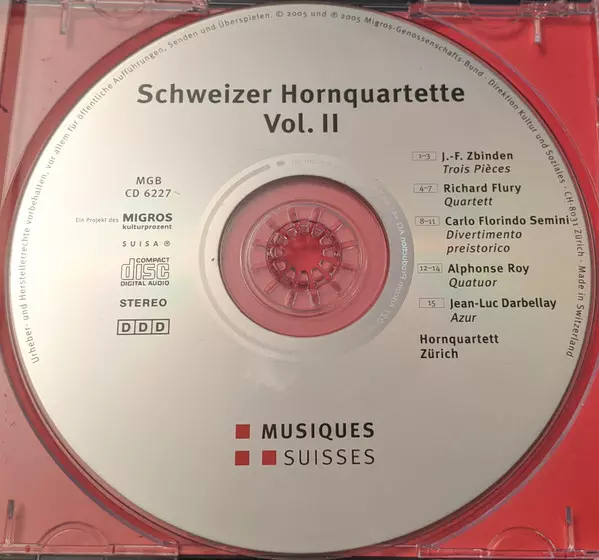 Urheber- und Herstellerrechte vorbehalten, vor allem für öffentliche Aufführungen, Senden und Überspielen. © 2005 und ℗ 2005 Migros-Genossenschafts-Bund · Direktion Kultur und Soziales · CH-8031 Zürich · Made in Switzerland
Schweizer Hornquartette
Vol. II
MGB
CD 6227
Ein Projekt des MIGROS
kulturprozent
SUISA ®
COMPACT
disc
DIGITAL AUDIO
STEREO
DDD
1–3 J.-F. Zbinden
Trois Pièces
4–7 Richard Flury
Quartett
8–11 Carlo Florindo Semini
Divertimento
preistorico
12–14 Alphonse Roy
Quatuor
15 Jean-Luc Darbellay
Azur
Hornquartett
Zürich
MUSIQUES
SUISSES